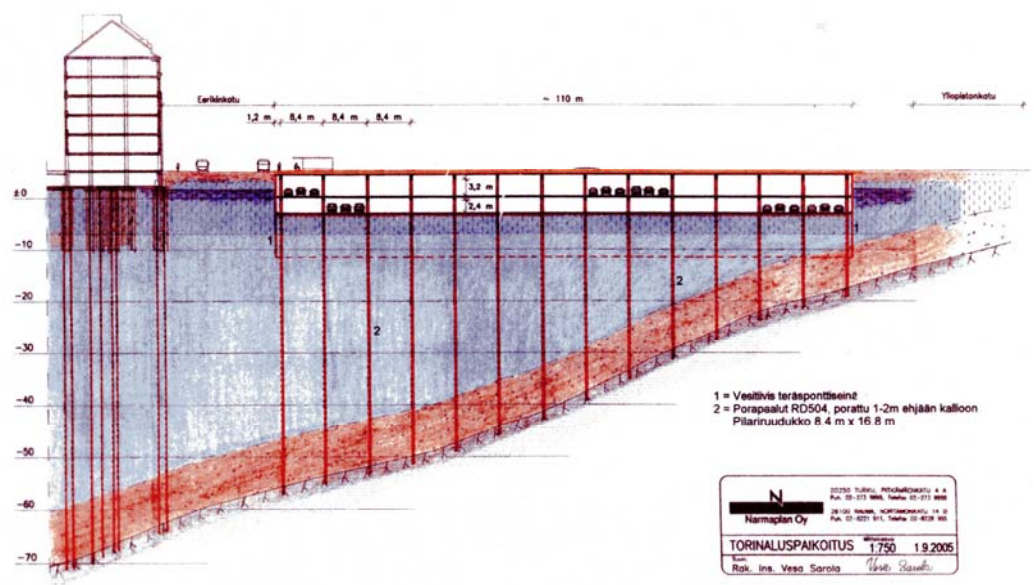 Eerikinkatu
~ 110 m
Yliopistonkatu
1,2 m
8,4 m
8,4 m
8,4 m
±0
3,2 m
2,4 m
-10
1
1
-20
2
2
-30
-40
-50
-60
-70
1 = Vesitiivis teräsponttiseinä
2 = Porapaalut RD504, porattu 1-2m ehjään kallioon
Pilariruudukko 8.4 m x 16.8 m
N
Narmaplan Oy
20250 TURKU,
TORINALUSPAIKOITUS
1:750
1.9.2005
Rak. Ins. Vesa Sarola
Vesa Sarola